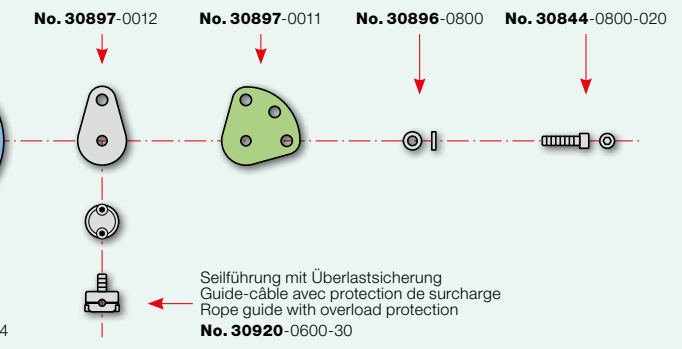 No. 30897-0012
No. 30897-0011
No. 30896-0800
No. 30844-0800-020
Seilführung mit Überlastsicherung
Guide-câble avec protection de surcharge
Rope guide with overload protection
No. 30920-0600-30
4